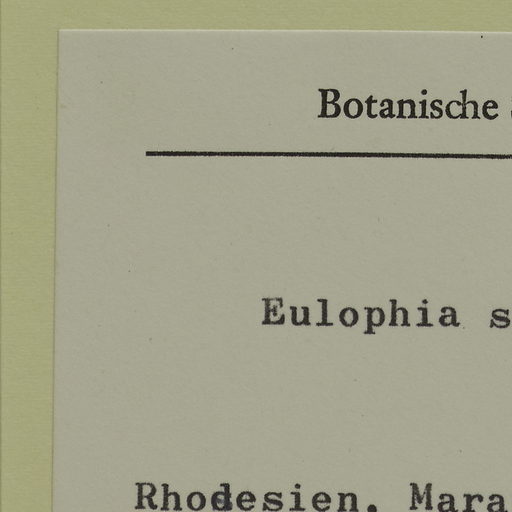 Botanische
Eulophia s
Rhodesien, Mara